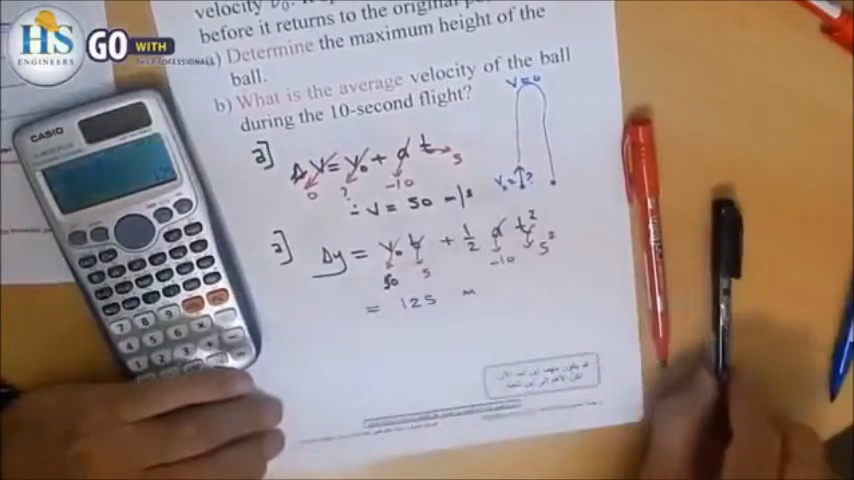 HS
ENGINEERS
GO WITH
velocity
before it returns to the original
a) Determine the maximum height of the
ball.
b) What is the average velocity of the ball
during the 10-second flight?
V=0
a] ΔV = V₀ + a t
0 ? -10 5
V₀=?
∴ V = 50 m/s
a] Δy = V₀ t + 1/2 a t²
50 5 -10 5²
= 125 m
CASIO